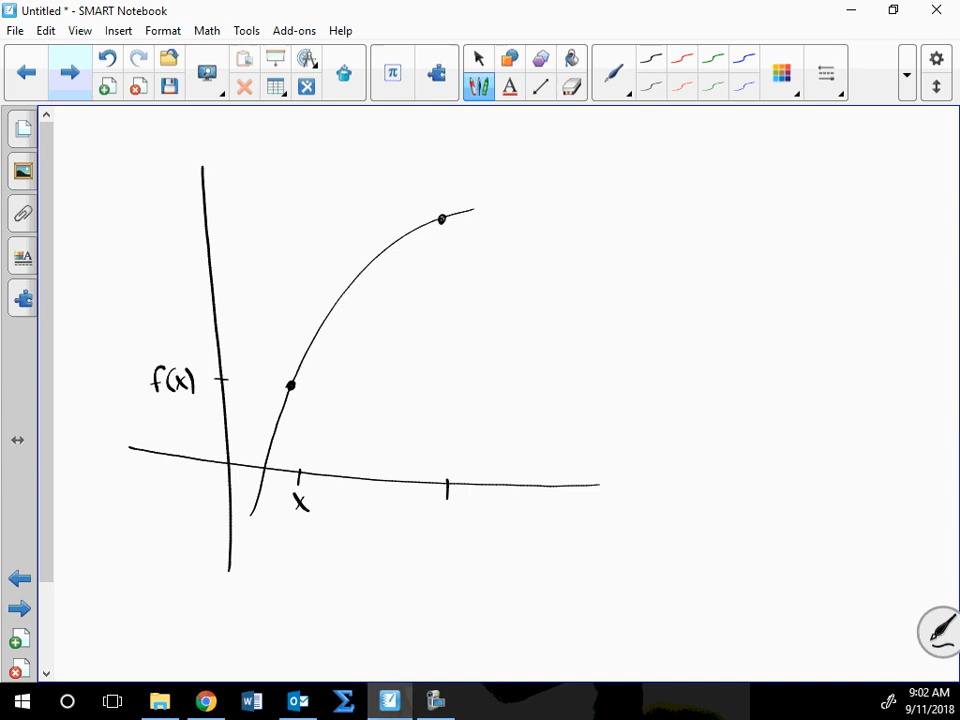 Untitled * - SMART Notebook
File Edit View Insert Format Math Tools Add-ons Help
f(x)
x
9:02 AM
9/11/2018